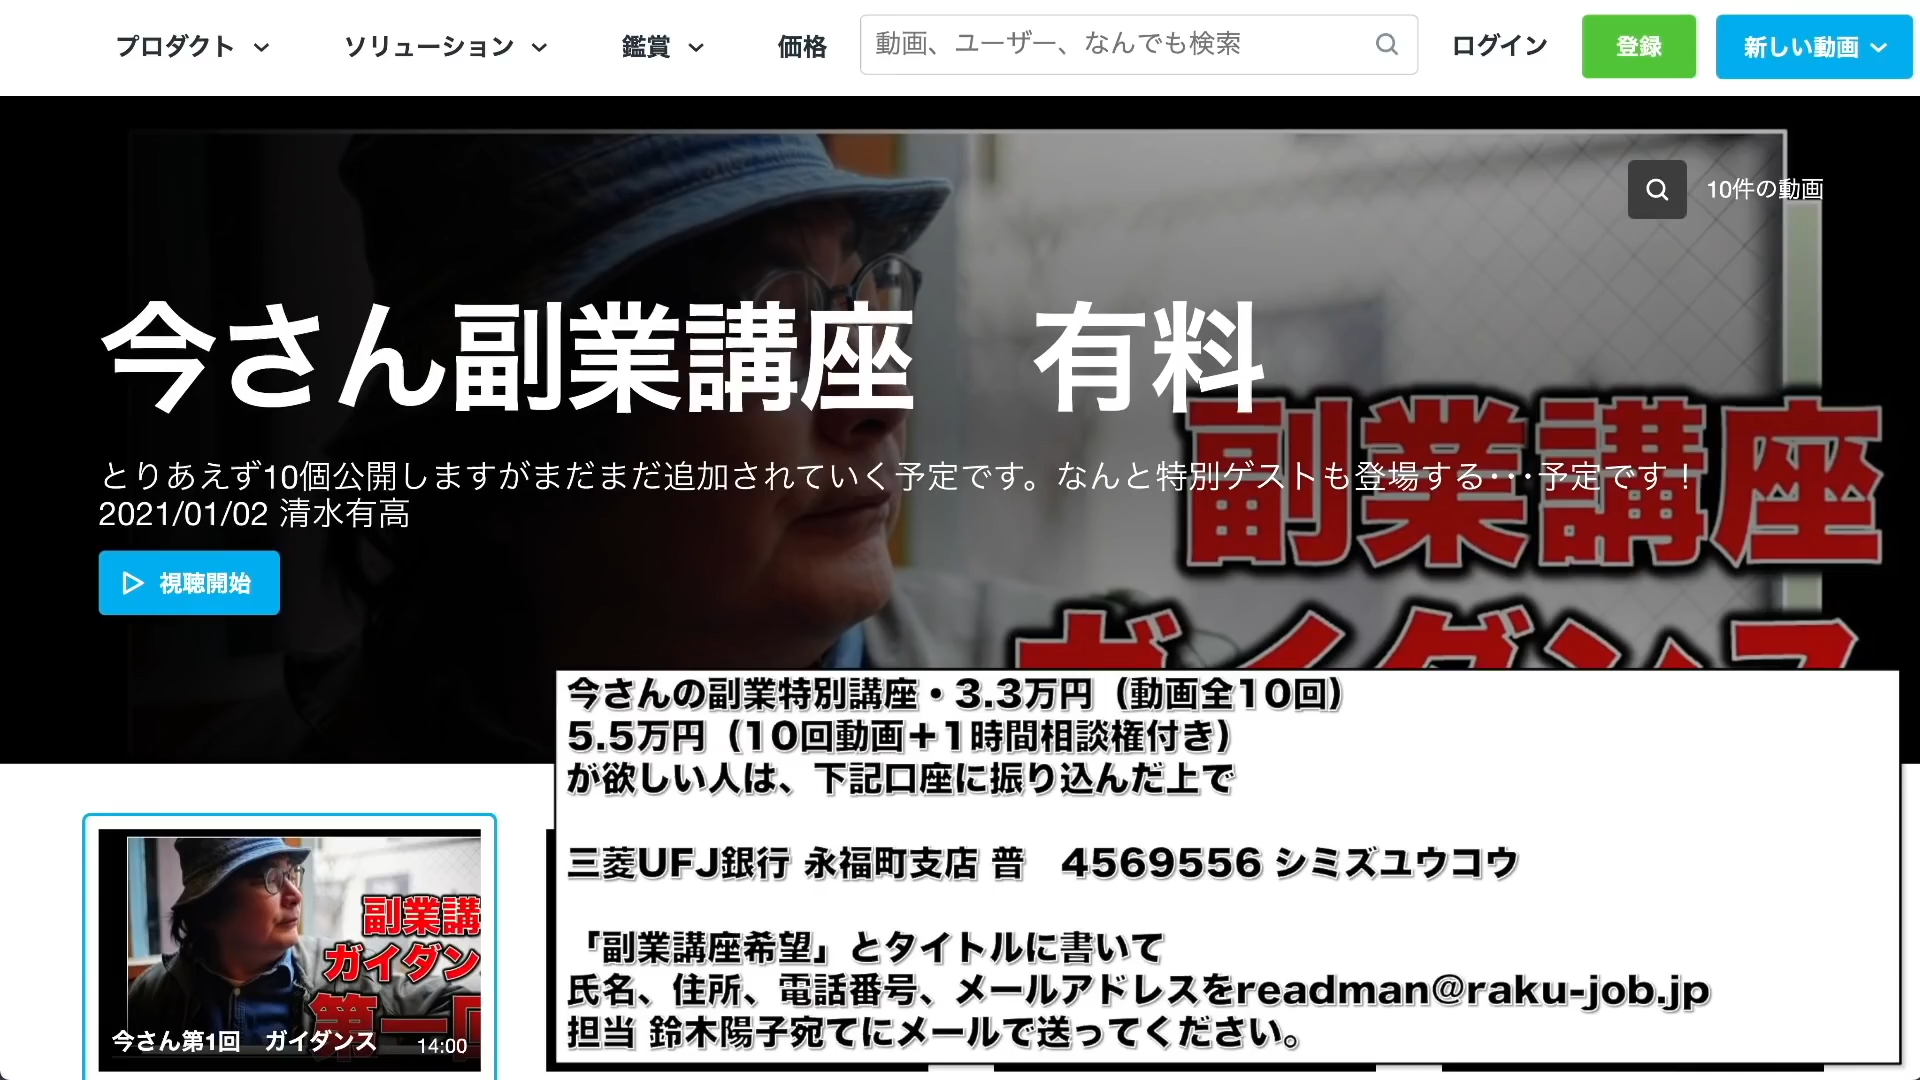 プロダクト
ソリューション
鑑賞
価格
動画、ユーザー、なんでも検索
ログイン
登録
新しい動画
10件の動画
今さん副業講座　有料
副業講座
ガイダンス
とりあえず10個公開しますがまだまだ追加されていく予定です。なんと特別ゲストも登場する･･･予定です！
2021/01/02 清水有高
視聴開始
今さんの副業特別講座・3.3万円（動画全10回）
5.5万円（10回動画+1時間相談権付き）
が欲しい人は、下記口座に振り込んだ上で
三菱UFJ銀行 永福町支店 普　4569556 シミズユウコウ
「副業講座希望」とタイトルに書いて
氏名、住所、電話番号、メールアドレスをreadman@raku-job.jp
担当 鈴木陽子宛てにメールで送ってください。
副業講
ガイダン
第一回
今さん第1回　ガイダンス
14:00